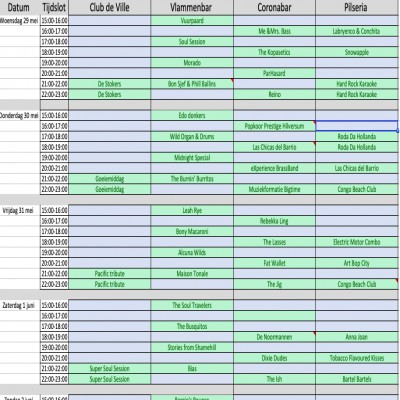 Datum Tijdslot Club de Ville Vlammenbar Coronabar Pilseria
Woensdag 29 mei 15:00-16:00 Vuurpaard
16:00-17:00 Me &Mrs. Bass Labryenco & Conchita
17:00-18:00 Soul Session
18:00-19:00 The Kopasetics Snowapple
19:00-20:00 Morado
20:00-21:00 ParHasard
21:00-22:00 De Stokers Bon Sjef & Phill Ballins Hard Rock Karaoke
22:00-23:00 De Stokers Reino Hard Rock Karaoke
Donderdag 30 mei 15:00-16:00 Edo donkers
16:00-17:00 Popkoor Prestige Hilversum
17:00-18:00 Wild Organ & Drums Roda Da Hollanda
18:00-19:00 Las Chicas del Barrio Roda Da Hollanda
19:00-20:00 Midnight Special
20:00-21:00 eXperience BrassBand Las Chicas del Barrio
21:00-22:00 Goeiemiddag The Burnin' Burritos
22:00-23:00 Goeiemiddag Muziekformatie Bigtime Congo Beach Club
Vrijdag 31 mei 15:00-16:00 Leah Rye
16:00-17:00 Rebekka Ling
17:00-18:00 Bony Macaroni
18:00-19:00 The Lasses Electric Motor Combo
19:00-20:00 Alcuna Wilds
20:00-21:00 Fat Wallet Art Bop City
21:00-22:00 Pacific tribute Maison Tonale
22:00-23:00 Pacific tribute The Jig Congo Beach Club
Zaterdag 1 juni 15:00-16:00 The Soul Travelers
16:00-17:00
17:00-18:00 The Busquitos
18:00-19:00 De Noormannen Anna Joan
19:00-20:00 Stories from Shamehill
20:00-21:00 Dixie Dudes Tobacco Flavoured Kisses
21:00-22:00 Super Soul Session Blas
22:00-23:00 Super Soul Session The Ish Bartel Bartels
Zondag 2 juni 15:00-16:00